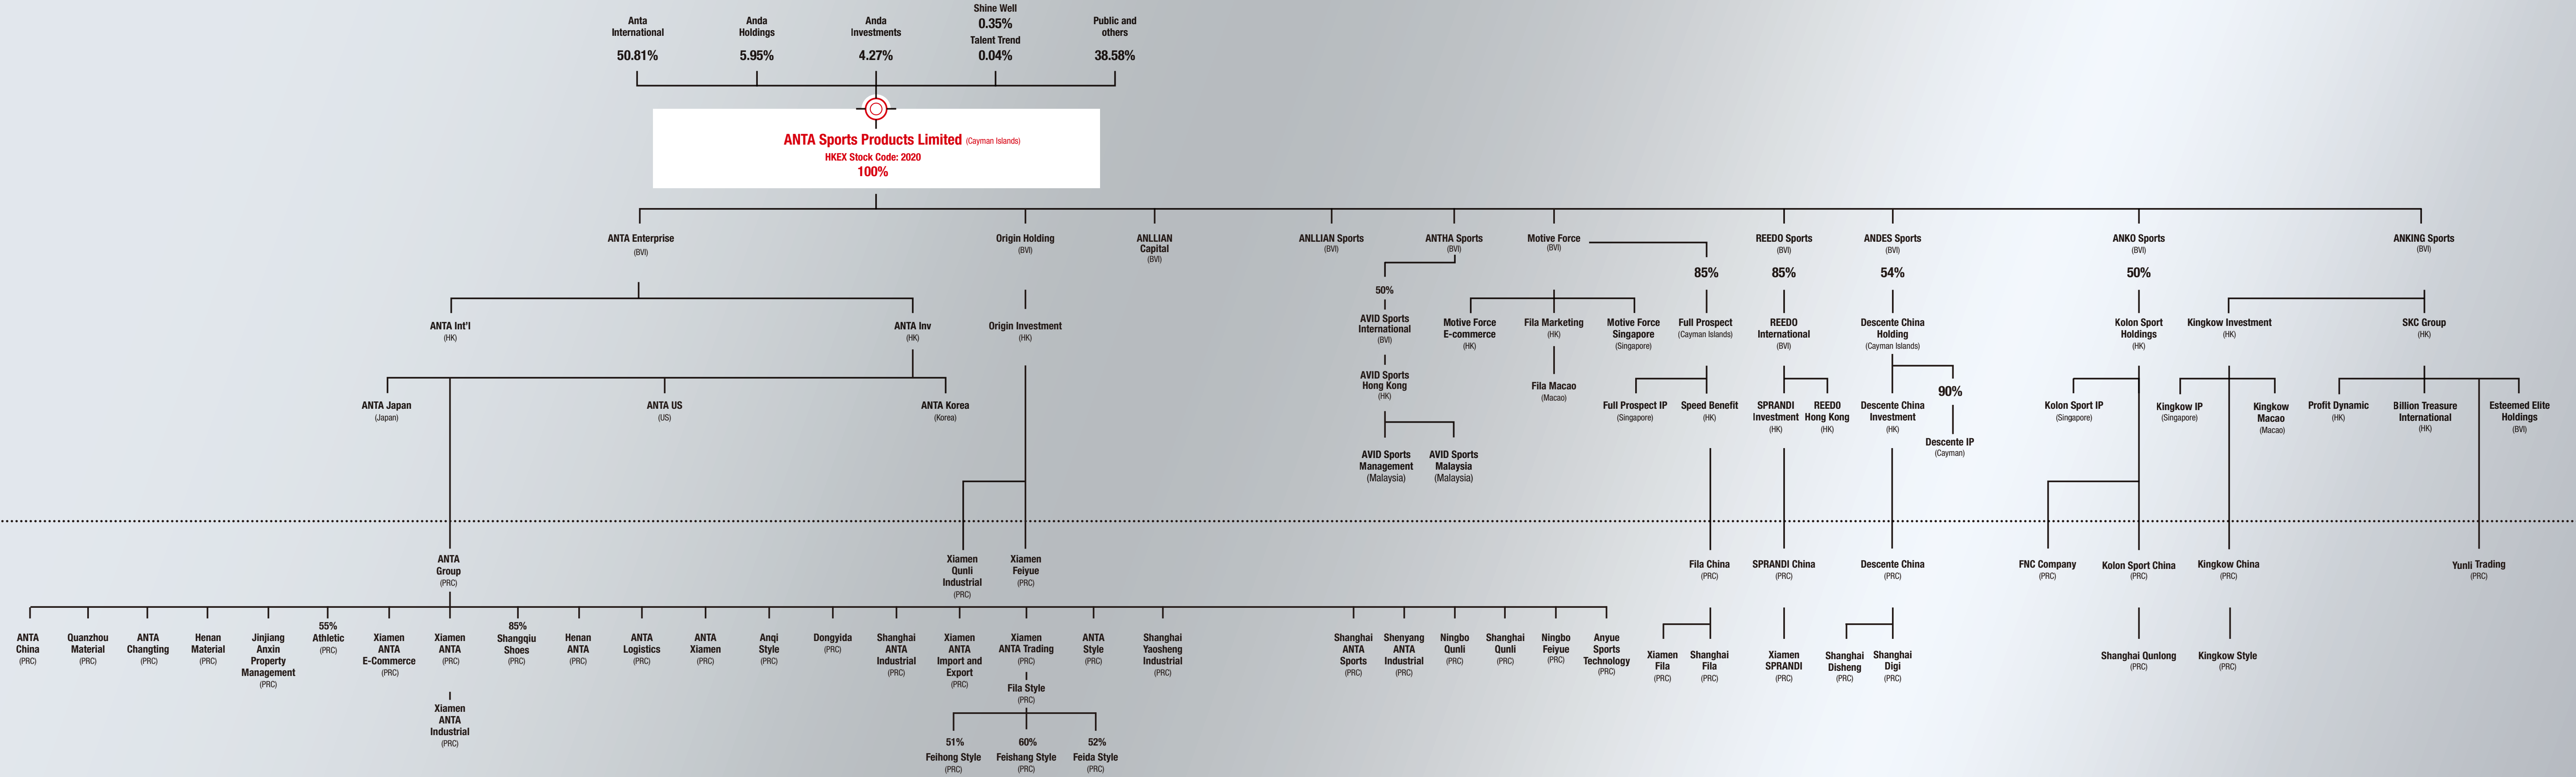 Anta
International
50.81%
Anda
Holdings
5.95%
Anda
Investments
4.27%
Shine Well
0.35%
Talent Trend
0.04%
Public and
others
38.58%
ANTA Sports Products Limited (Cayman Islands)
HKEX Stock Code: 2020
100%
ANTA Enterprise
(BVI)
Origin Holding
(BVI)
ANLLIAN
Capital
(BVI)
ANLLIAN Sports
(BVI)
ANTHA Sports
(BVI)
Motive Force
(BVI)
REEDO Sports
(BVI)
ANDES Sports
(BVI)
ANKO Sports
(BVI)
ANKING Sports
(BVI)
50%
85%
85%
54%
50%
ANTA Int'l
(HK)
ANTA Inv
(HK)
Origin Investment
(HK)
AVID Sports
International
(BVI)
Motive Force
E-commerce
(HK)
Fila Marketing
(HK)
Motive Force
Singapore
(Singapore)
Full Prospect
(Cayman Islands)
REEDO
International
(BVI)
Descente China
Holding
(Cayman Islands)
Kolon Sport
Holdings
(HK)
Kingkow Investment
(HK)
SKC Group
(HK)
ANTA Japan
(Japan)
ANTA US
(US)
ANTA Korea
(Korea)
AVID Sports
Hong Kong
(HK)
Fila Macao
(Macao)
Full Prospect IP
(Singapore)
Speed Benefit
(HK)
SPRANDI
Investment
(HK)
REEDO
Hong Kong
(HK)
Descente China
Investment
(HK)
90%
Descente IP
(Cayman)
Kolon Sport IP
(Singapore)
Kingkow IP
(Singapore)
Kingkow
Macao
(Macao)
Profit Dynamic
(HK)
Billion Treasure
International
(HK)
Esteemed Elite
Holdings
(BVI)
AVID Sports
Management
(Malaysia)
AVID Sports
Malaysia
(Malaysia)
ANTA
Group
(PRC)
Xiamen
Qunli
Industrial
(PRC)
Xiamen
Feiyue
(PRC)
Fila China
(PRC)
SPRANDI China
(PRC)
Descente China
(PRC)
FNC Company
(PRC)
Kolon Sport China
(PRC)
Kingkow China
(PRC)
Yunli Trading
(PRC)
ANTA
China
(PRC)
Quanzhou
Material
(PRC)
ANTA
Changting
(PRC)
Henan
Material
(PRC)
Jinjiang
Anxin
Property
Management
(PRC)
55%
Athletic
(PRC)
Xiamen
ANTA
E-Commerce
(PRC)
Xiamen
ANTA
(PRC)
85%
Shangqiu
Shoes
(PRC)
Henan
ANTA
(PRC)
ANTA
Logistics
(PRC)
ANTA
Xiamen
(PRC)
Anqi
Style
(PRC)
Dongyida
(PRC)
Shanghai
ANTA
Industrial
(PRC)
Xiamen
ANTA
Import and
Export
(PRC)
Xiamen
ANTA Trading
(PRC)
ANTA
Style
(PRC)
Shanghai
Yaosheng
Industrial
(PRC)
Shanghai
ANTA
Sports
(PRC)
Shenyang
ANTA
Industrial
(PRC)
Ningbo
Qunli
(PRC)
Shanghai
Qunli
(PRC)
Ningbo
Feiyue
(PRC)
Anyue
Sports
Technology
(PRC)
Xiamen
Fila
(PRC)
Shanghai
Fila
(PRC)
Xiamen
SPRANDI
(PRC)
Shanghai
Disheng
(PRC)
Shanghai
Digi
(PRC)
Shanghai Qunlong
(PRC)
Kingkow Style
(PRC)
Xiamen
ANTA
Industrial
(PRC)
Fila Style
(PRC)
51%
Feihong Style
(PRC)
60%
Feishang Style
(PRC)
52%
Feida Style
(PRC)